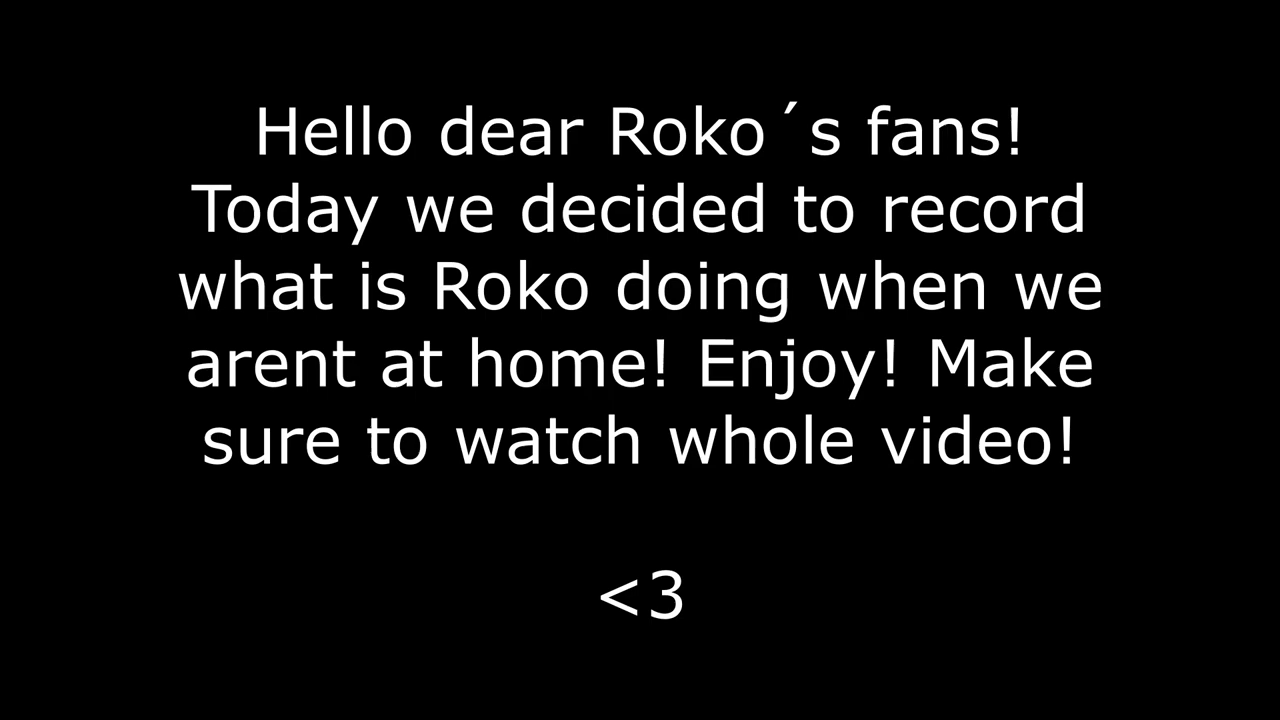 Hello dear Roko´s fans!
Today we decided to record
what is Roko doing when we
arent at home! Enjoy! Make
sure to watch whole video!
<3